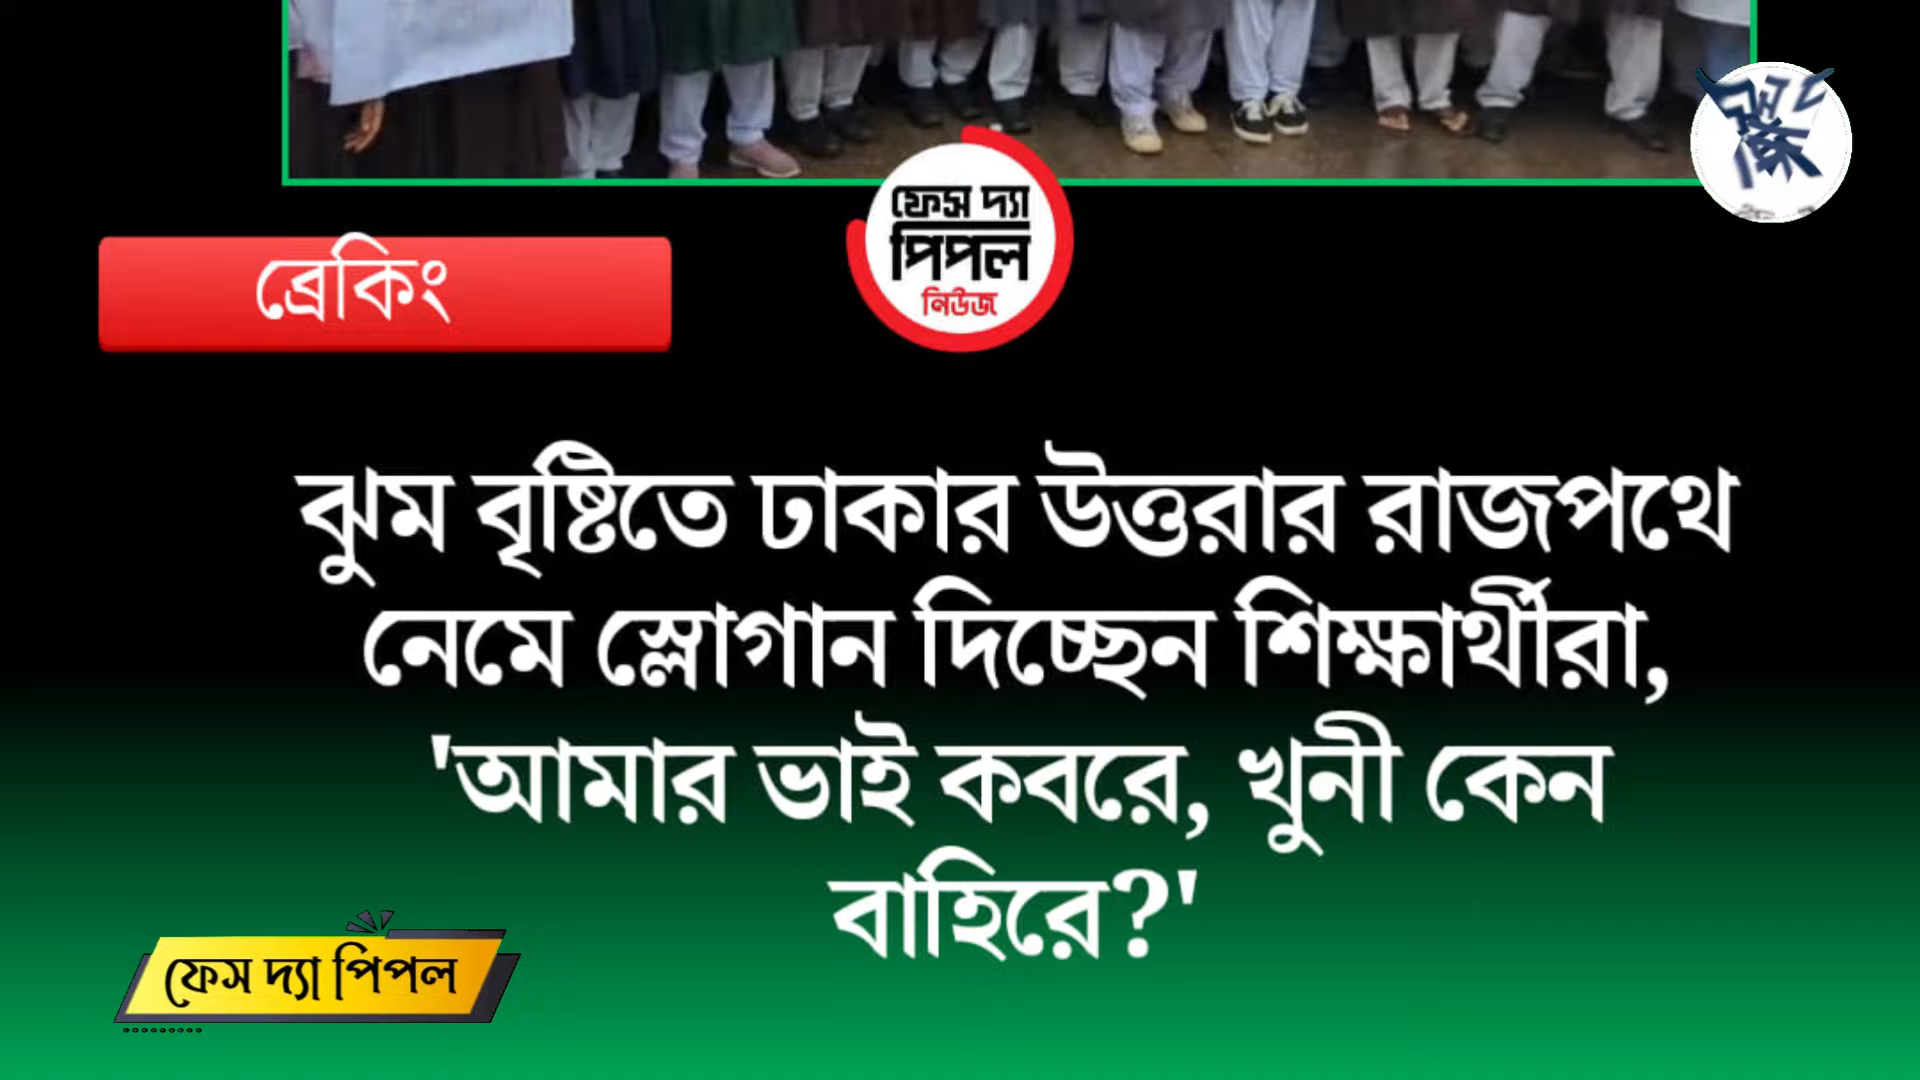 ফেস দ্যা
পিপল
নিউজ
ব্রেকিং
ঝুম বৃষ্টিতে ঢাকার উত্তরার রাজপথে
নেমে স্লোগান দিচ্ছেন শিক্ষার্থীরা,
'আমার ভাই কবরে, খুনী কেন
বাহিরে?'
ফেস দ্যা পিপল